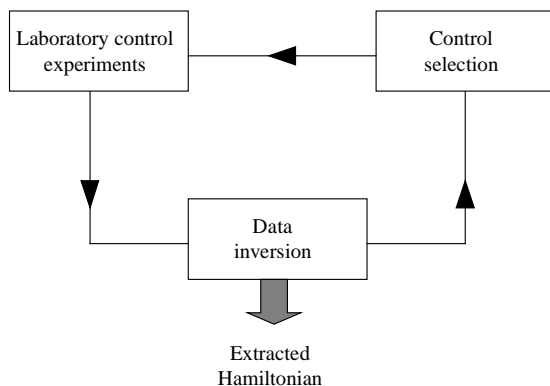 Laboratory control
experiments
Control
selection
Data
inversion
Extracted
Hamiltonian